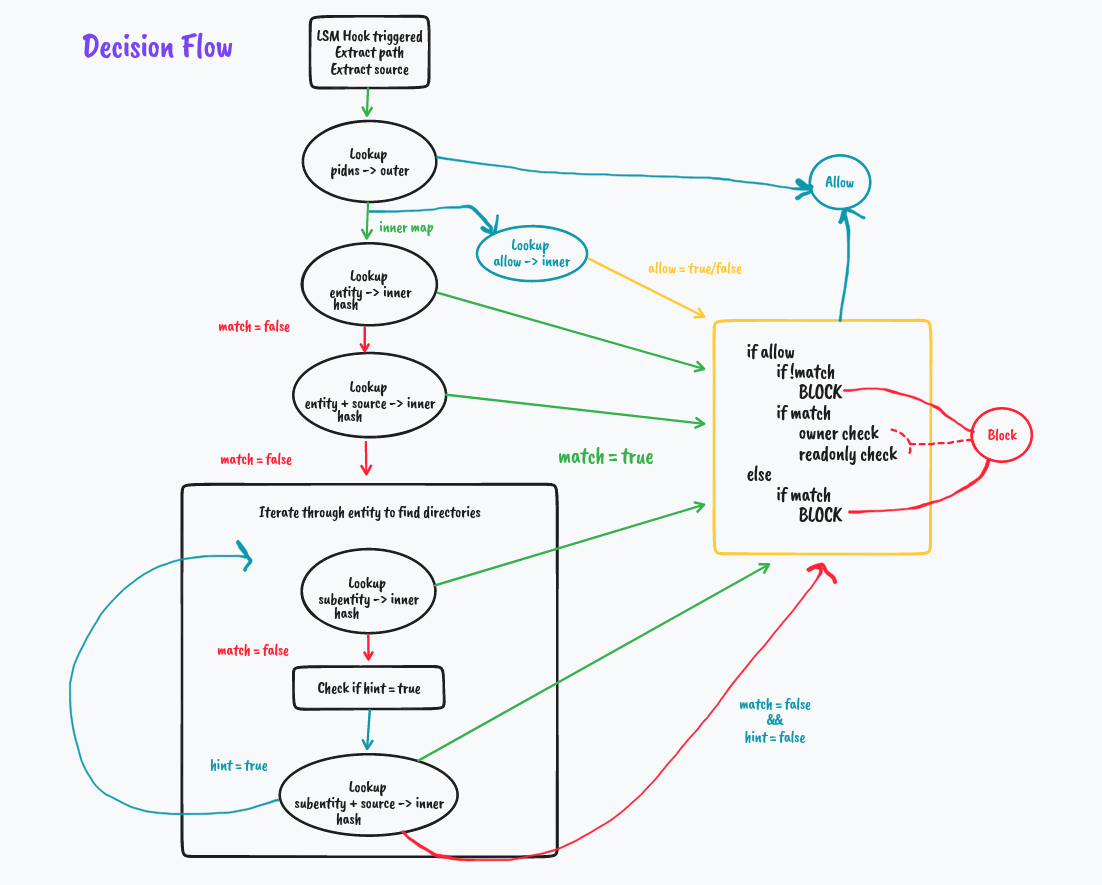 Decision Flow
LSM Hook triggered
Extract path
Extract source
Lookup
pidns -> outer
Allow
inner map
Lookup
allow -> inner
allow = true/false
Lookup
entity -> inner
hash
match = false
Lookup
entity + source -> inner
hash
match = false
match = true
if allow
if !match
BLOCK
if match
owner check
readonly check
else
if match
BLOCK
Block
Iterate through entity to find directories
Lookup
subentity -> inner
hash
match = false
Check if hint = true
hint = true
Lookup
subentity + source -> inner
hash
match = false
&&
hint = false